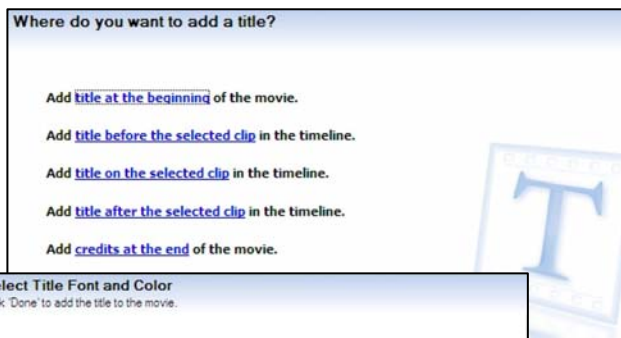 Where do you want to add a title?
Add title at the beginning of the movie.
Add title before the selected clip in the timeline.
Add title on the selected clip in the timeline.
Add title after the selected clip in the timeline.
Add credits at the end of the movie.
elect Title Font and Color
k 'Done' to add the title to the movie.
T